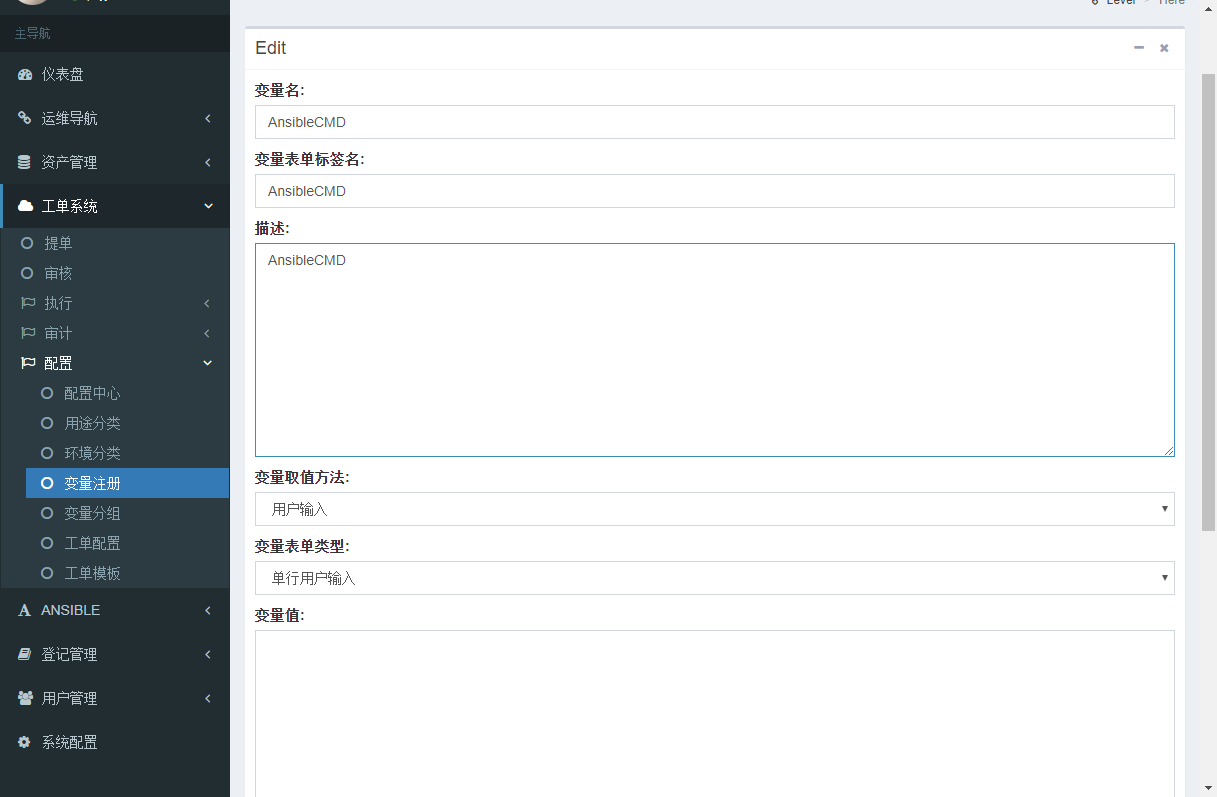 Level > Here
主导航
仪表盘
运维导航
资产管理
工单系统
提单
审核
执行
审计
配置
配置中心
用途分类
环境分类
变量注册
变量分组
工单配置
工单模板
ANSIBLE
登记管理
用户管理
系统配置
Edit
变量名:
AnsibleCMD
变量表单标签名:
AnsibleCMD
描述:
AnsibleCMD
变量取值方法:
用户输入
变量表单类型:
单行用户输入
变量值: